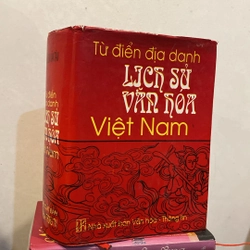 Từ điển địa danh
LỊCH SỬ
VĂN HÓA
Việt Nam
Nhà xuất bản Văn hóa - Thông tin
Từ điển
địa danh
LỊCH SỬ
VĂN HÓA
Việt Nam